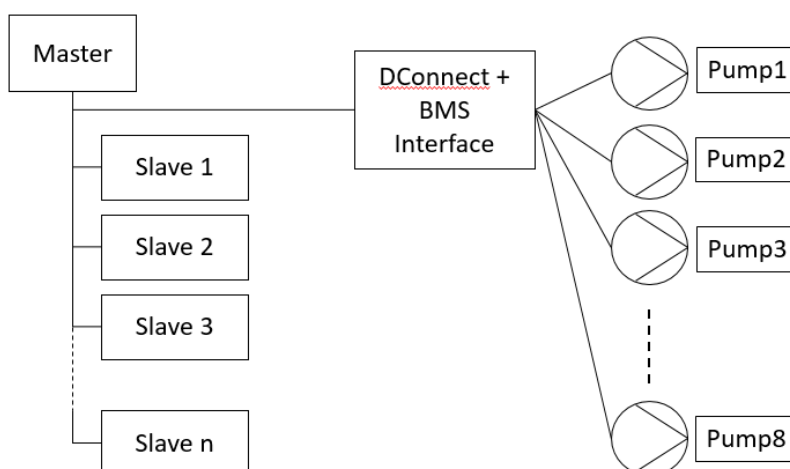 Master
DConnect +
BMS
Interface
Pump1
Pump2
Pump3
Pump8
Slave 1
Slave 2
Slave 3
Slave n